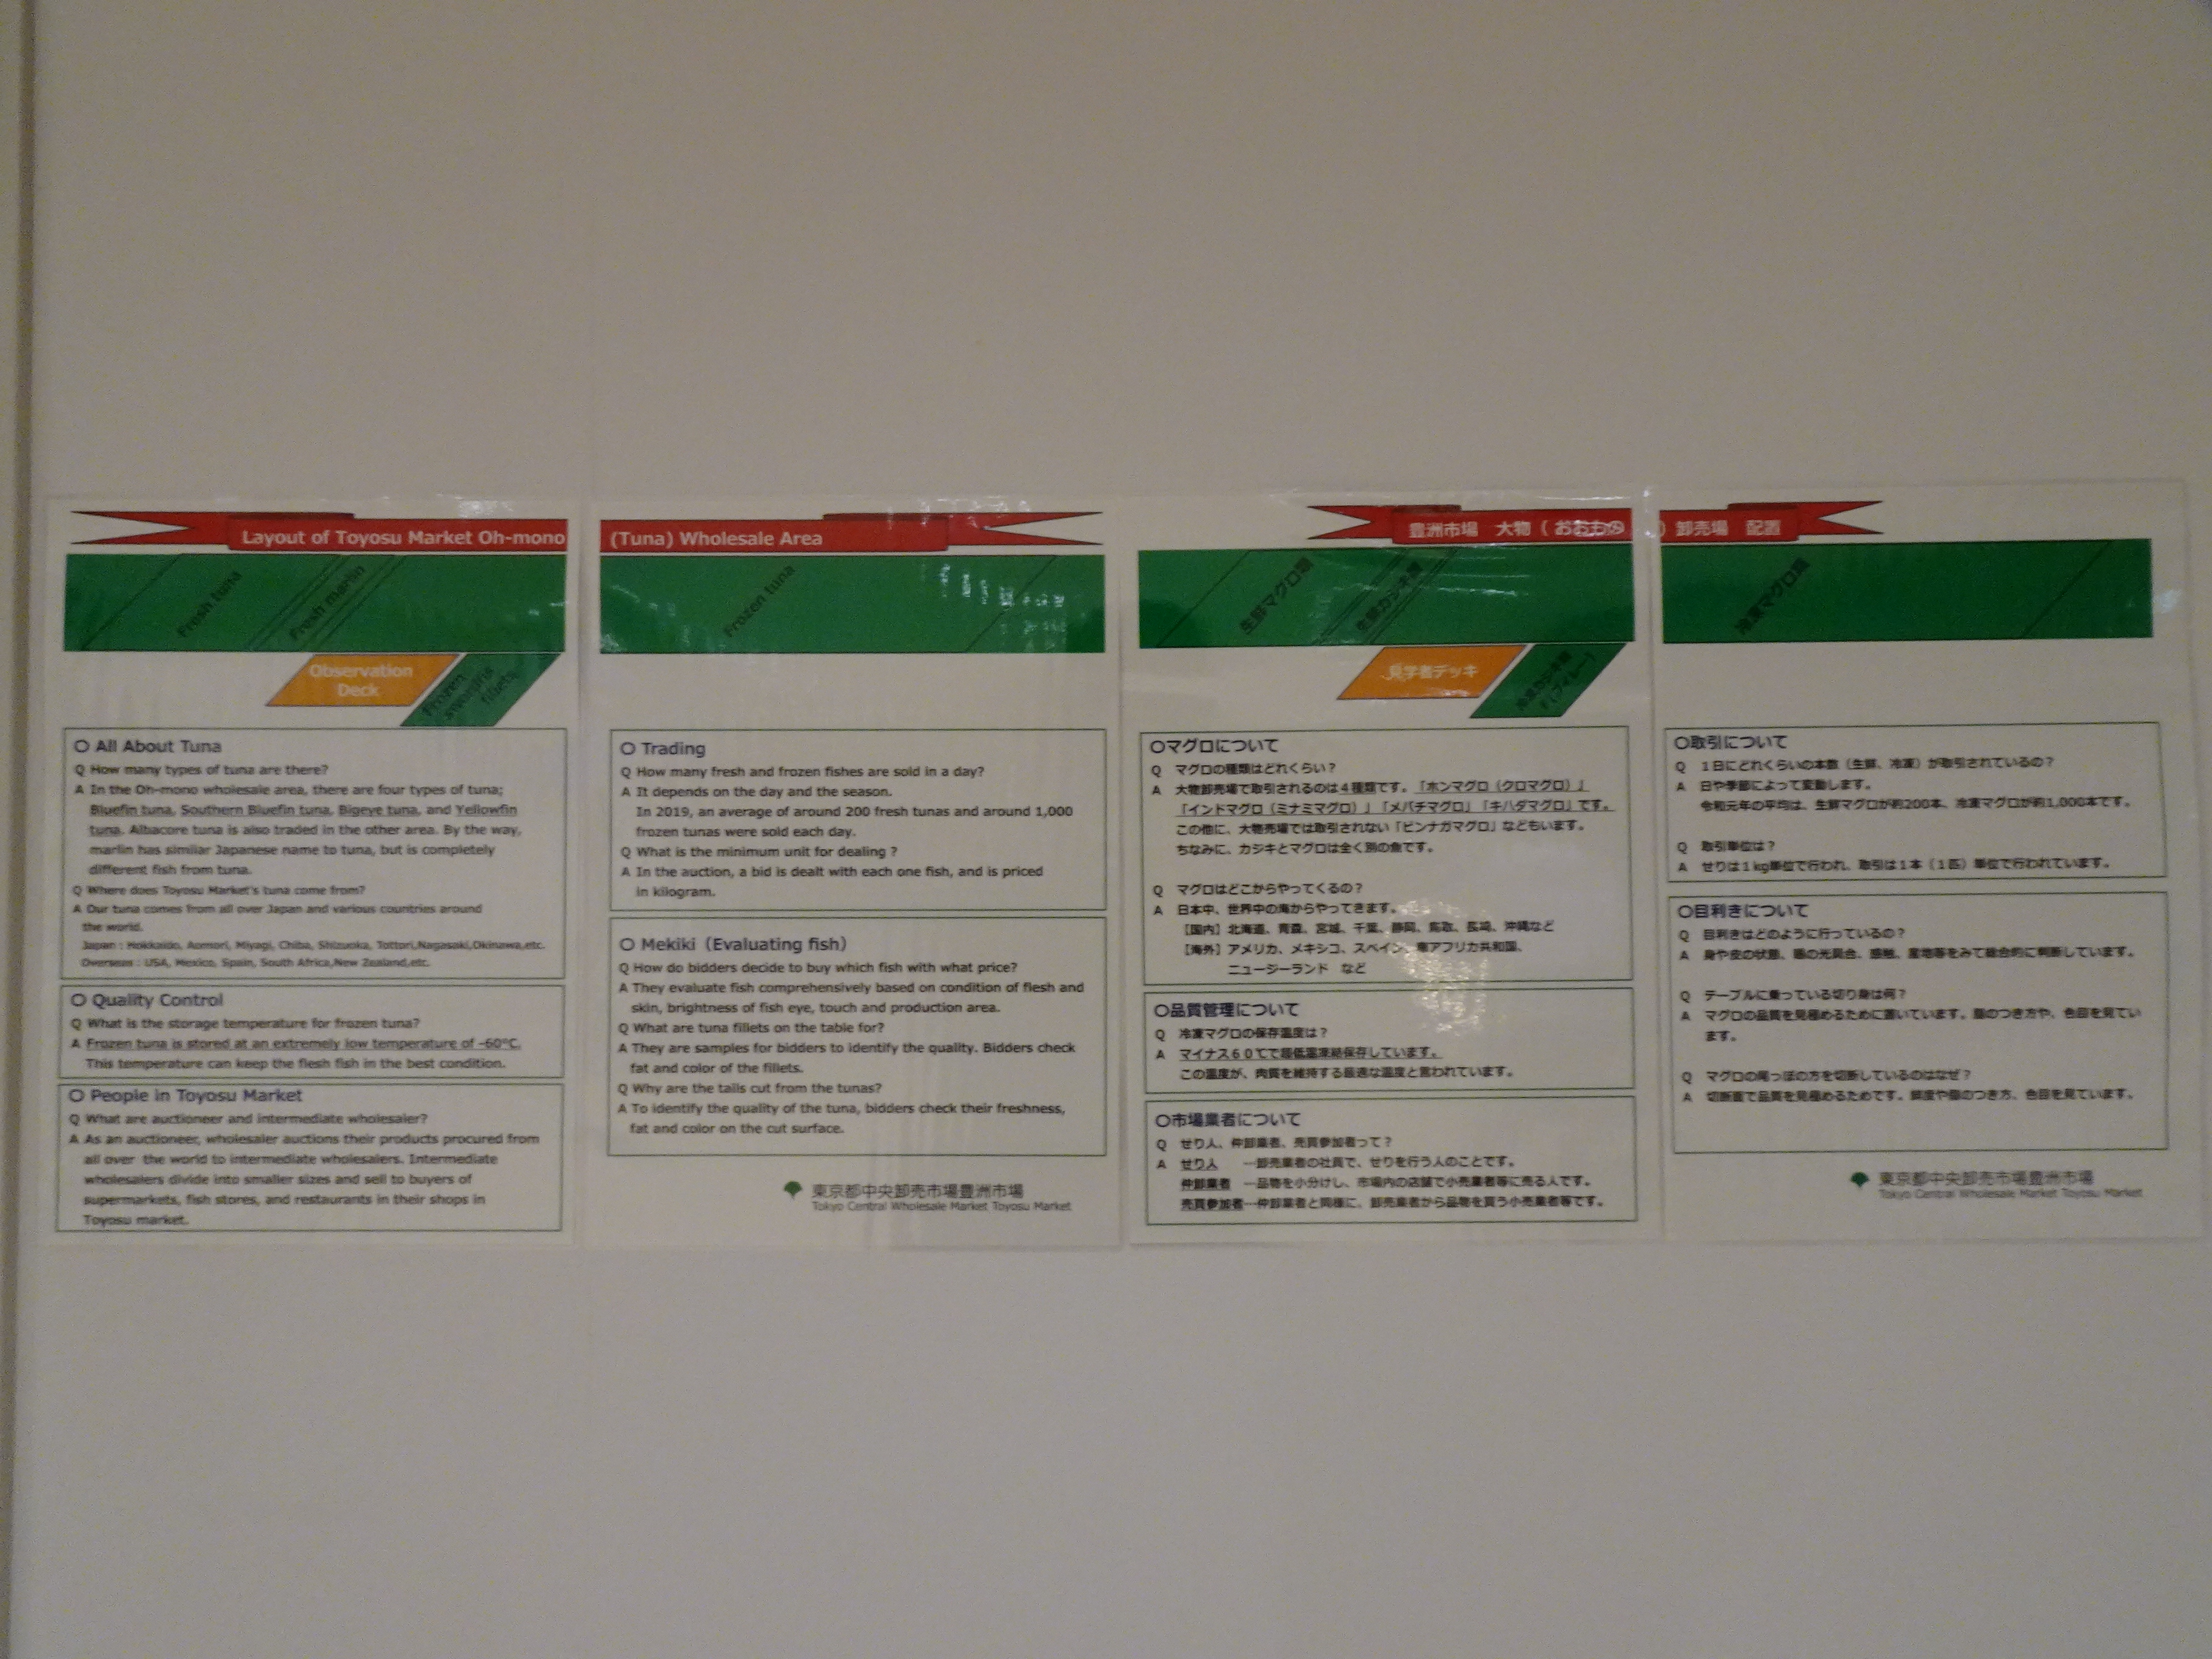 Layout of Toyosu Market Oh-mono
Fresh tuna
Fresh marlin
Observation
Deck
Frozen
fillets
O All About Tuna
Q How many types of tuna are there?
A In the Oh-mono wholesale area, there are four types of tuna;
Bluefin tuna, Southern Bluefin tuna, Bigeye tuna, and Yellowfin
tuna. Albacore tuna is also traded in the other area. By the way,
marlin has similar Japanese name to tuna, but is completely
different fish from tuna.
Q Where does Toyosu Market's tuna come from?
A Our tuna comes from all over Japan and various countries around
the world.
Japan : Hokkaido, Aomori, Miyagi, Chiba, Shizuoka, Tottori,Nagasaki,Okinawa,etc.
Overseas : USA, Mexico, Spain, South Africa,New Zealand,etc.
O Quality Control
Q What is the storage temperature for frozen tuna?
A Frozen tuna is stored at an extremely low temperature of -60℃.
This temperature can keep the flesh fish in the best condition.
O People in Toyosu Market
Q What are auctioneer and intermediate wholesaler?
A As an auctioneer, wholesaler auctions their products procured from
all over the world to intermediate wholesalers. Intermediate
wholesalers divide into smaller sizes and sell to buyers of
supermarkets, fish stores, and restaurants in their shops in
Toyosu market.
(Tuna) Wholesale Area
Frozen tuna
O Trading
Q How many fresh and frozen fishes are sold in a day?
A It depends on the day and the season.
In 2019, an average of around 200 fresh tunas and around 1,000
frozen tunas were sold each day.
Q What is the minimum unit for dealing ?
A In the auction, a bid is dealt with each one fish, and is priced
in kilogram.
O Mekiki (Evaluating fish)
Q How do bidders decide to buy which fish with what price?
A They evaluate fish comprehensively based on condition of flesh and
skin, brightness of fish eye, touch and production area.
Q What are tuna fillets on the table for?
A They are samples for bidders to identify the quality. Bidders check
fat and color of the fillets.
Q Why are the tails cut from the tunas?
A To identify the quality of the tuna, bidders check their freshness,
fat and color on the cut surface.
東京都中央卸売市場豊洲市場
Tokyo Central Wholesale Market Toyosu Market
豊洲市場 大物（おおもの
生鮮マグロ類
生鮮カジキ類
見学者デッキ
冷凍カジキ類
（フィレー）
〇マグロについて
Q マグロの種類はどれくらい？
A 大物卸売場で取引されるのは４種類です。「ホンマグロ（クロマグロ）」
「インドマグロ（ミナミマグロ）」「メバチマグロ」「キハダマグロ」です。
この他に、大物売場では取引されない「ビンナガマグロ」などもいます。
ちなみに、カジキとマグロは全く別の魚です。
Q マグロはどこからやってくるの？
A 日本中、世界中の海からやってきます。
［国内］北海道、青森、宮城、千葉、静岡、鳥取、長崎、沖縄など
［海外］アメリカ、メキシコ、スペイン、南アフリカ共和国、
ニュージーランド など
〇品質管理について
Q 冷凍マグロの保存温度は？
A マイナス６０℃で超低温凍結保存しています。
この温度が、肉質を維持する最適な温度と言われています。
〇市場業者について
Q せり人、仲卸業者、売買参加者って？
A せり人 …卸売業者の社員で、せりを行う人のことです。
仲卸業者 …品物を小分けし、市場内の店舗で小売業者等に売る人です。
売買参加者…仲卸業者と同様に、卸売業者から品物を買う小売業者等です。
）卸売場 配置
冷凍マグロ類
〇取引について
Q １日にどれくらいの本数（生鮮、冷凍）が取引されているの？
A 日や季節によって変動します。
令和元年の平均は、生鮮マグロが約200本、冷凍マグロが約1,000本です。
Q 取引単位は？
A せりは１kg単位で行われ、取引は１本（１匹）単位で行われています。
〇目利きについて
Q 目利きはどのように行っているの？
A 身や皮の状態、眼の光具合、感触、産地等をみて総合的に判断しています。
Q テーブルに乗っている切り身は何？
A マグロの品質を見極めるために置いています。脂のつき方や、色目を見てい
ます。
Q マグロの尾っぽの方を切断しているのはなぜ？
A 切断面で品質を見極めるためです。鮮度や脂のつき方、色目を見ています。
東京都中央卸売市場豊洲市場
Tokyo Central Wholesale Market Toyosu Market